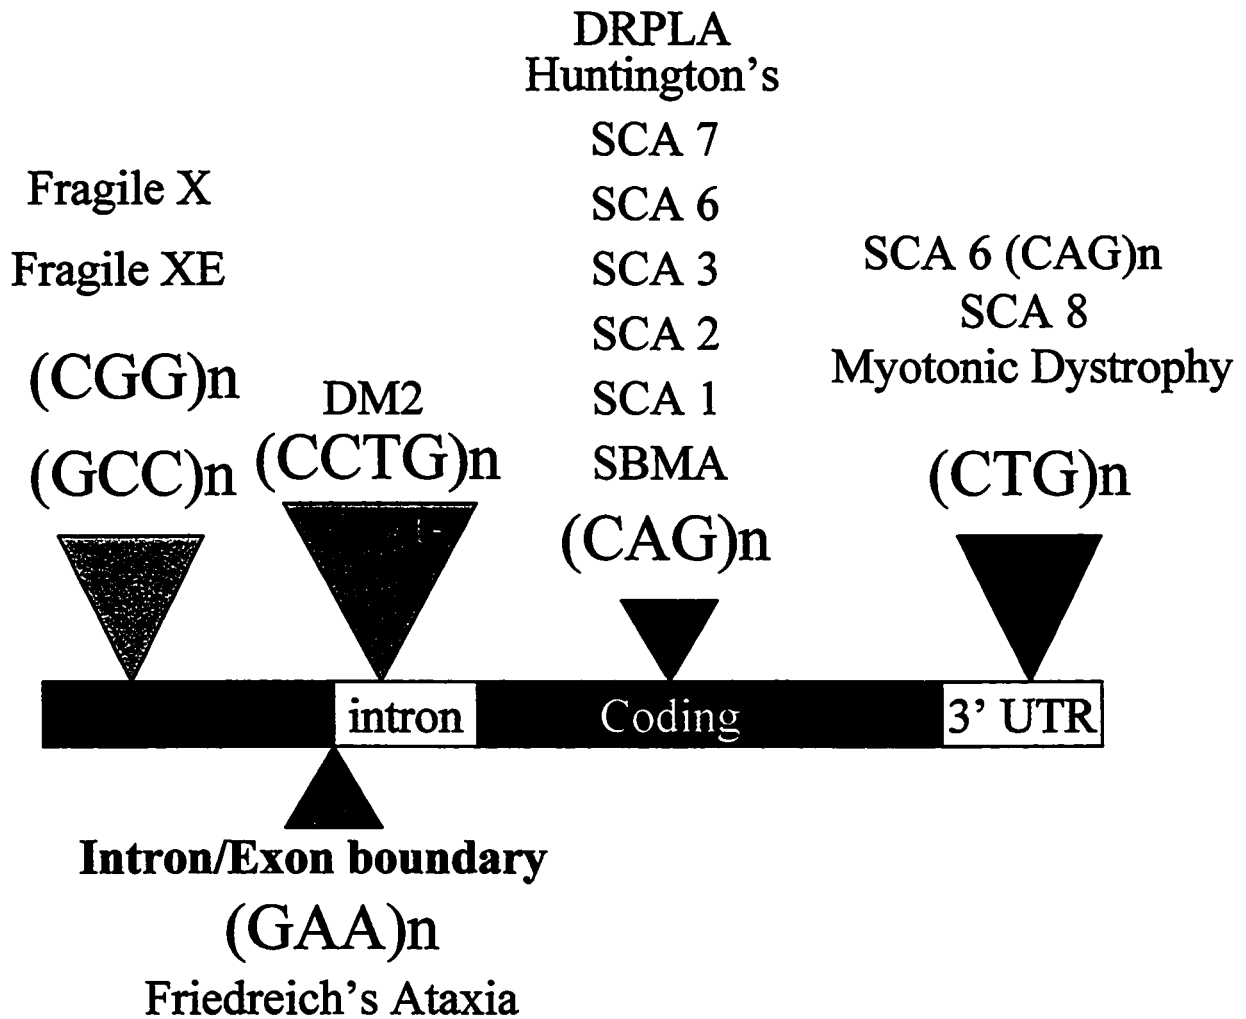 DRPLA
Huntington's
SCA 7
SCA 6
SCA 3
SCA 2
SCA 1
SBMA
(CAG)n
Fragile X
Fragile XE
(CGG)n
(GCC)n
DM2
(CCTG)n
SCA 6 (CAG)n
SCA 8
Myotonic Dystrophy
(CTG)n
intron
Coding
3' UTR
Intron/Exon boundary
(GAA)n
Friedreich's Ataxia